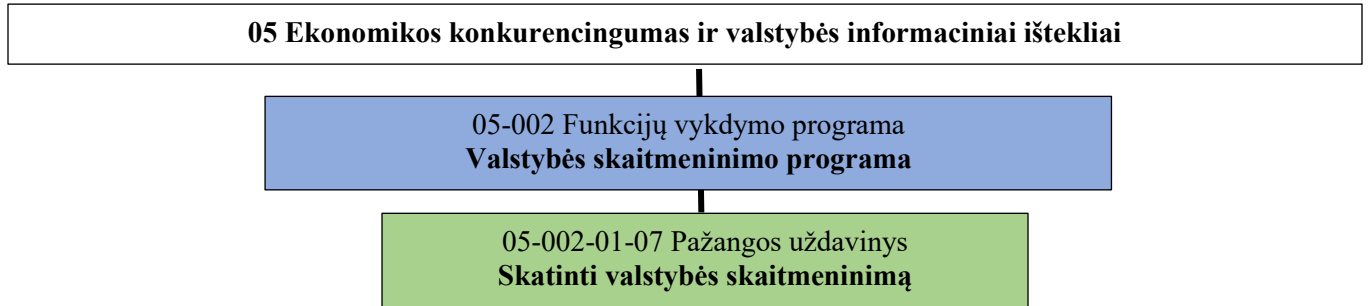 05 Ekonomikos konkurencingumas ir valstybės informaciniai ištekliai
05-002 Funkcijų vykdymo programa
Valstybės skaitmeninimo programa
05-002-01-07 Pažangos uždavinys
Skatinti valstybės skaitmeninimą